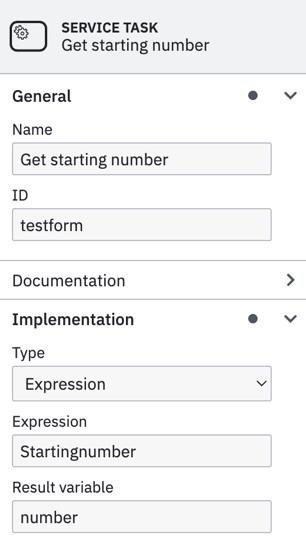 SERVICE TASK
Get starting number
General
Name
Get starting number
ID
testform
Documentation
Implementation
Type
Expression
Expression
Startingnumber
Result variable
number